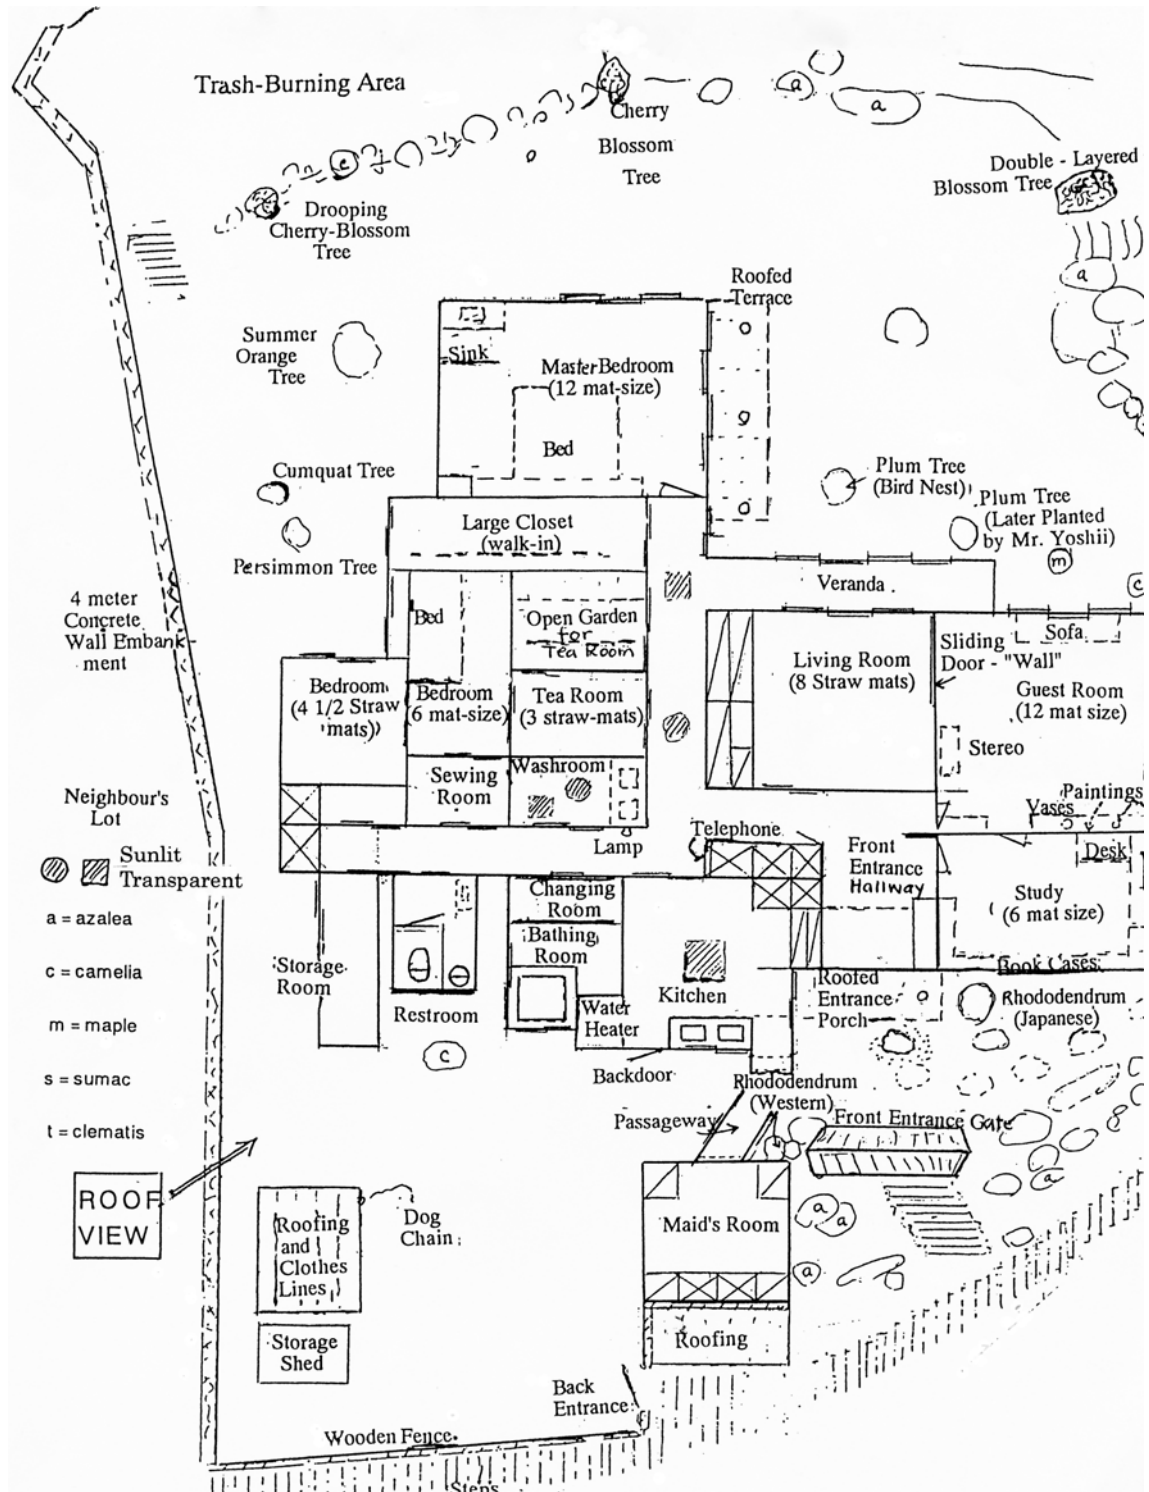 Trash-Burning Area
Cherry
Blossom
Tree
a
a
Double - Layered
Blossom Tree
Drooping
Cherry-Blossom
Tree
a
Roofed
Terrace
Summer
Orange
Tree
Sink
Master Bedroom
(12 mat-size)
Bed
Cumquat Tree
Plum Tree
(Bird Nest)
Plum Tree
(Later Planted
by Mr. Yoshii)
m
c
Large Closet
(walk-in)
Persimmon Tree
Veranda
4 meter
Concrete
Wall Embank-
ment
Bed
Open Garden
for
Tea Room
Sofa
Sliding
Door - "Wall"
Living Room
(8 Straw mats)
Guest Room
(12 mat size)
Bedroom
(4 1/2 Straw
mats))
Bedroom
(6 mat-size)
Tea Room
(3 straw-mats)
Stereo
Washroom
Sewing
Room
Paintings
Vases
Neighbour's
Lot
Telephone
Lamp
Front
Entrance
Hallway
Desk
Study
(6 mat size)
Book Cases
Sunlit
Transparent
a = azalea
c = camelia
m = maple
s = sumac
t = clematis
Changing
Room
Bathing
Room
Storage
Room
Restroom
Water
Heater
Kitchen
Roofed
Entrance
Porch
Rhododendrum
(Japanese)
c
Backdoor
Rhododendrum
(Western)
Passageway
Front Entrance Gate
ROOF
VIEW
Roofing
and
Clothes
Lines
Dog
Chain
Maid's Room
a
a
a
a
Roofing
Storage
Shed
Back
Entrance
Wooden Fence
Steps